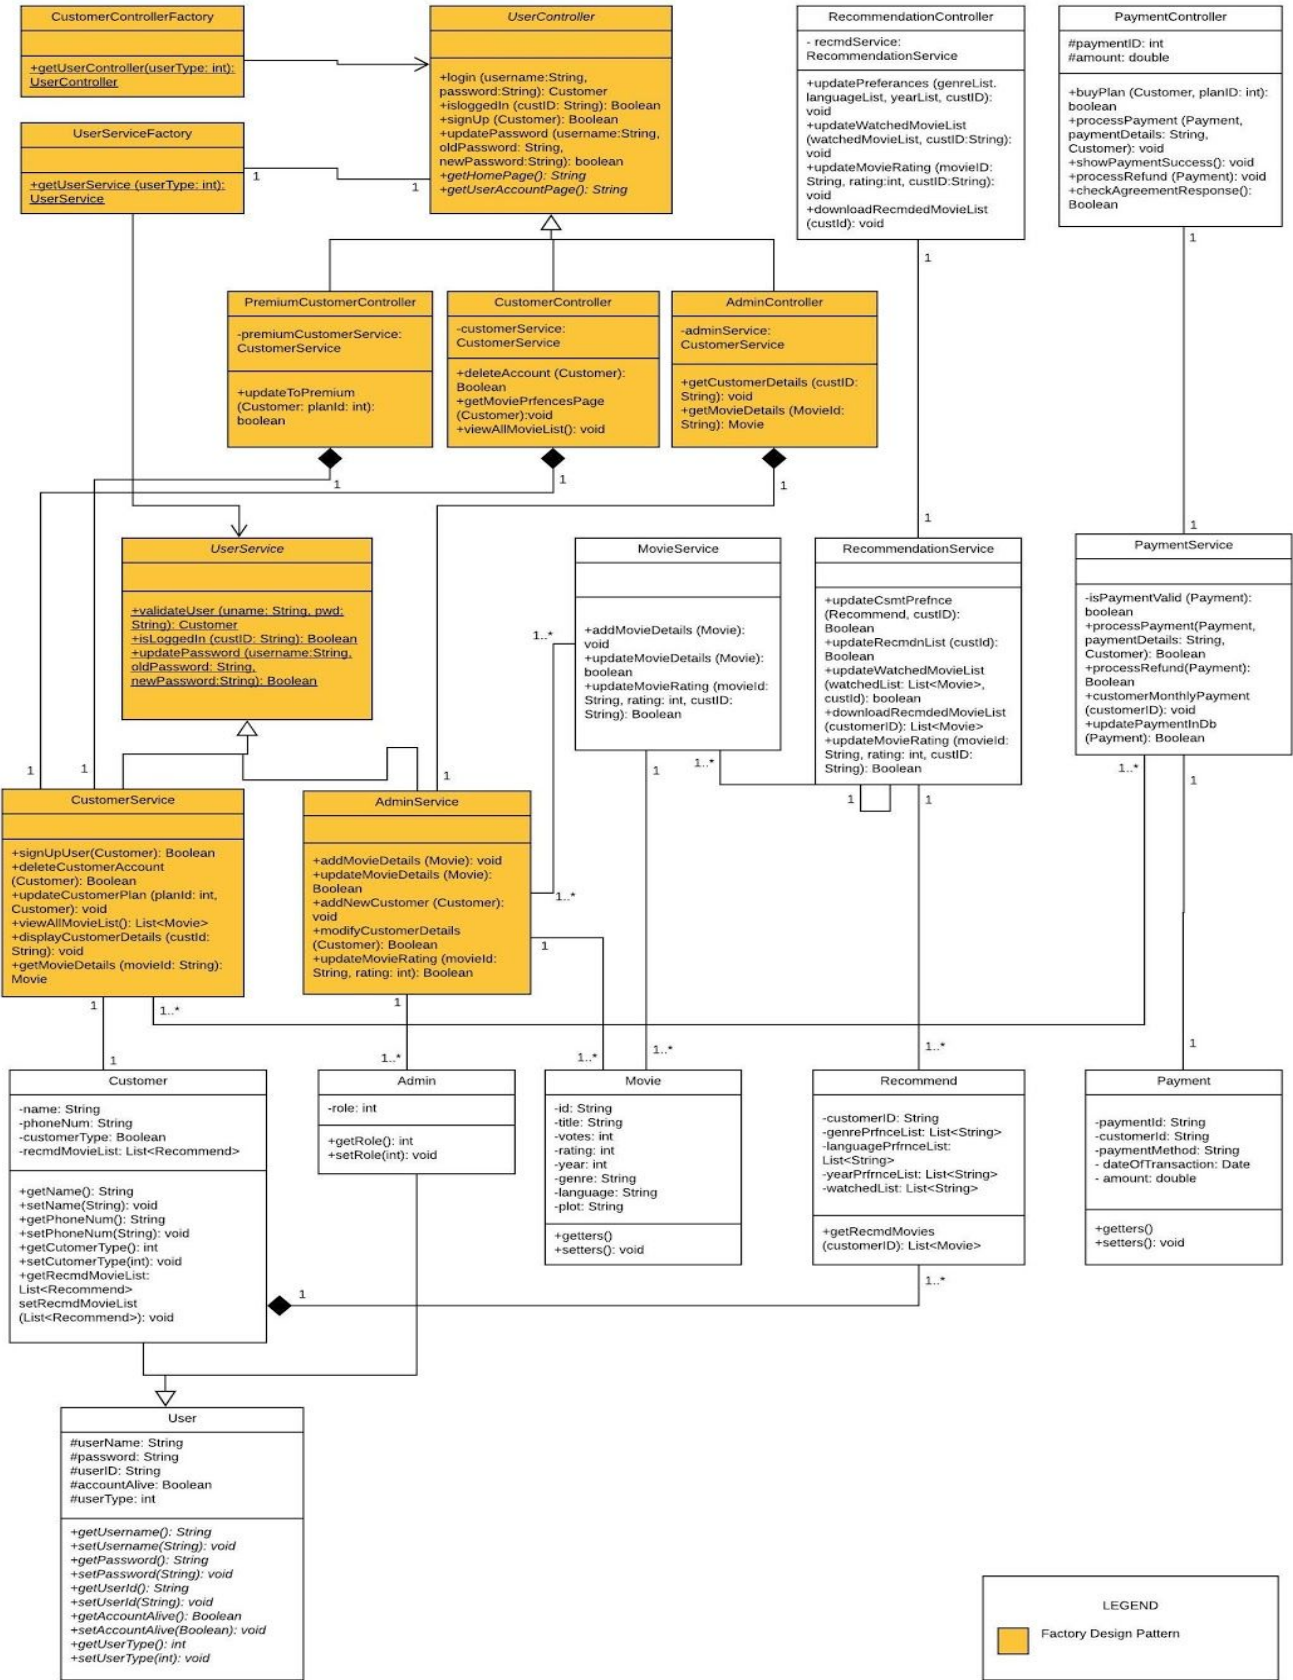 CustomerControllerFactory
+getUserController(userType: int):
UserController
UserServiceFactory
+getUserService (userType: int):
UserService
1
1
UserController
+login (username:String,
password:String): Customer
+isloggedIn (custID: String): Boolean
+signUp (Customer): Boolean
+updatePassword (username:String,
oldPassword: String,
newPassword:String): boolean
+getHomePage(): String
+getUserAccountPage(): String
RecommendationController
- recmdService:
RecommendationService
+updatePreferances (genreList.
languageList, yearList, custID):
void
+updateWatchedMovieList
(watchedMovieList, custID:String):
void
+updateMovieRating (movieID:
String, rating:int, custID:String):
void
+downloadRecmdedMovieList
(custId): void
1
1
PaymentController
#paymentID: int
#amount: double
+buyPlan (Customer, planID: int):
boolean
+processPayment (Payment,
paymentDetails: String,
Customer): void
+showPaymentSuccess(): void
+processRefund (Payment): void
+checkAgreementResponse():
Boolean
1
1
PremiumCustomerController
-premiumCustomerService:
CustomerService
+updateToPremium
(Customer: planId: int):
boolean
1
CustomerController
-customerService:
CustomerService
+deleteAccount (Customer):
Boolean
+getMoviePrfencesPage
(Customer):void
+viewAllMovieList(): void
1
AdminController
-adminService:
CustomerService
+getCustomerDetails (custID:
String): void
+getMovieDetails (MovieId:
String): Movie
1
UserService
+validateUser (uname: String, pwd:
String): Customer
+isLoggedIn (custID: String): Boolean
+updatePassword (username:String,
oldPassword: String,
newPassword:String): Boolean
1
1
1
MovieService
+addMovieDetails (Movie):
void
+updateMovieDetails (Movie):
boolean
+updateMovieRating (movieId:
String, rating: int, custID:
String): Boolean
1..*
1
1..*
RecommendationService
+updateCsmtPrefnce
(Recommend, custID):
Boolean
+updateRecmdnList (custId):
Boolean
+updateWatchedMovieList
(watchedList: List<Movie>,
custId): boolean
+downloadRecmdedMovieList
(customerID): List<Movie>
+updateMovieRating (movieId:
String, rating: int, custID:
String): Boolean
1
1
PaymentService
-isPaymentValid (Payment):
boolean
+processPayment(Payment,
paymentDetails: String,
Customer): Boolean
+processRefund(Payment):
Boolean
+customerMonthlyPayment
(customerID): void
+updatePaymentInDb
(Payment): Boolean
1..*
1
CustomerService
+signUpUser(Customer): Boolean
+deleteCustomerAccount
(Customer): Boolean
+updateCustomerPlan (planId: int,
Customer): void
+viewAllMovieList(): List<Movie>
+displayCustomerDetails (custId:
String): void
+getMovieDetails (movieId: String):
Movie
1
1..*
1
AdminService
+addMovieDetails (Movie): void
+updateMovieDetails (Movie):
Boolean
+addNewCustomer (Customer):
void
+modifyCustomerDetails
(Customer): Boolean
+updateMovieRating (movieId:
String, rating: int): Boolean
1..*
1
1
1..*
1..*
1..*
1..*
1
Customer
-name: String
-phoneNum: String
-customerType: Boolean
-recmdMovieList: List<Recommend>
+getName(): String
+setName(String): void
+getPhoneNum(): String
+setPhoneNum(String): void
+getCutomerType(): int
+setCutomerType(int): void
+getRecmdMovieList:
List<Recommend>
setRecmdMovieList
(List<Recommend>): void
1
Admin
-role: int
+getRole(): int
+setRole(int): void
Movie
-id: String
-title: String
-votes: int
-rating: int
-year: int
-genre: String
-language: String
-plot: String
+getters()
+setters(): void
Recommend
-customerID: String
-genrePrfnceList: List<String>
-languagePrfrnceList:
List<String>
-yearPrfrnceList: List<String>
-watchedList: List<String>
+getRecmdMovies
(customerID): List<Movie>
1..*
Payment
-paymentId: String
-customerId: String
-paymentMethod: String
- dateOfTransaction: Date
- amount: double
+getters()
+setters(): void
User
#userName: String
#password: String
#userID: String
#accountAlive: Boolean
#userType: int
+getUsername(): String
+setUsername(String): void
+getPassword(): String
+setPassword(String): void
+getUserId(): String
+setUserId(String): void
+getAccountAlive(): Boolean
+setAccountAlive(Boolean): void
+getUserType(): int
+setUserType(int): void
LEGEND
Factory Design Pattern